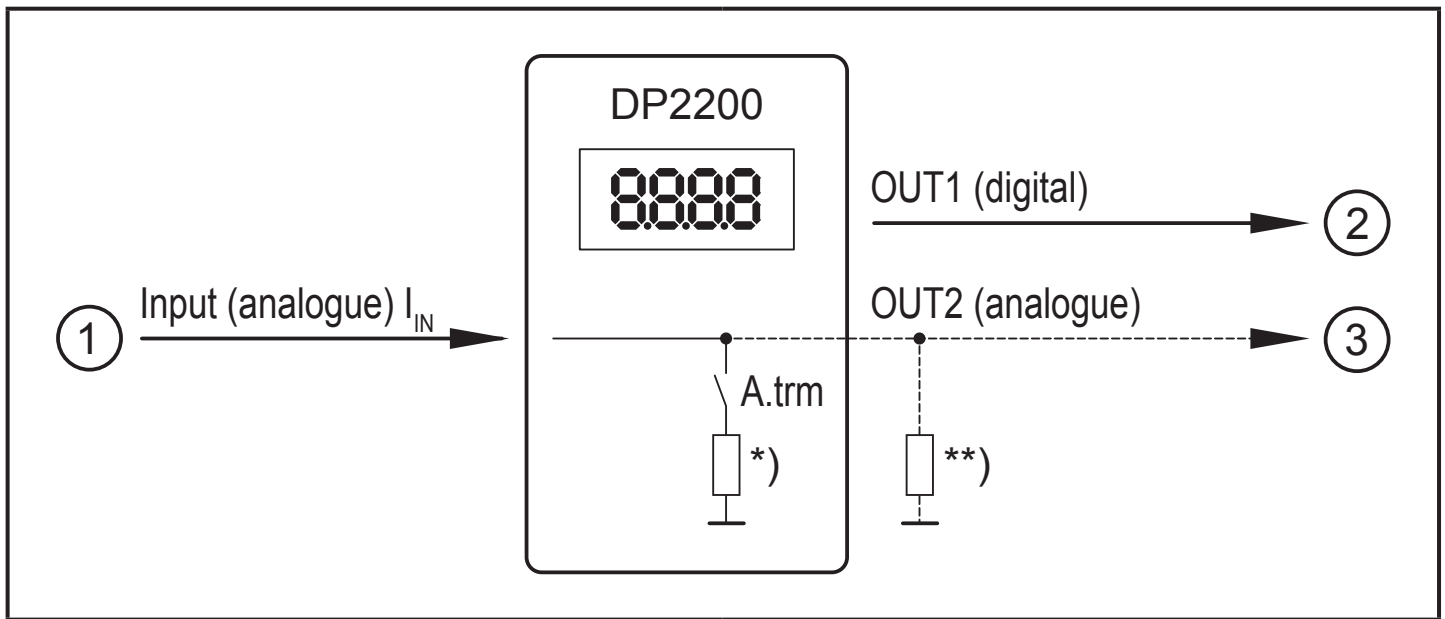 DP2200
8.8.8.8
OUT1 (digital)
2
Input (analogue) I_IN
OUT2 (analogue)
1
3
A.trm
*)
**)